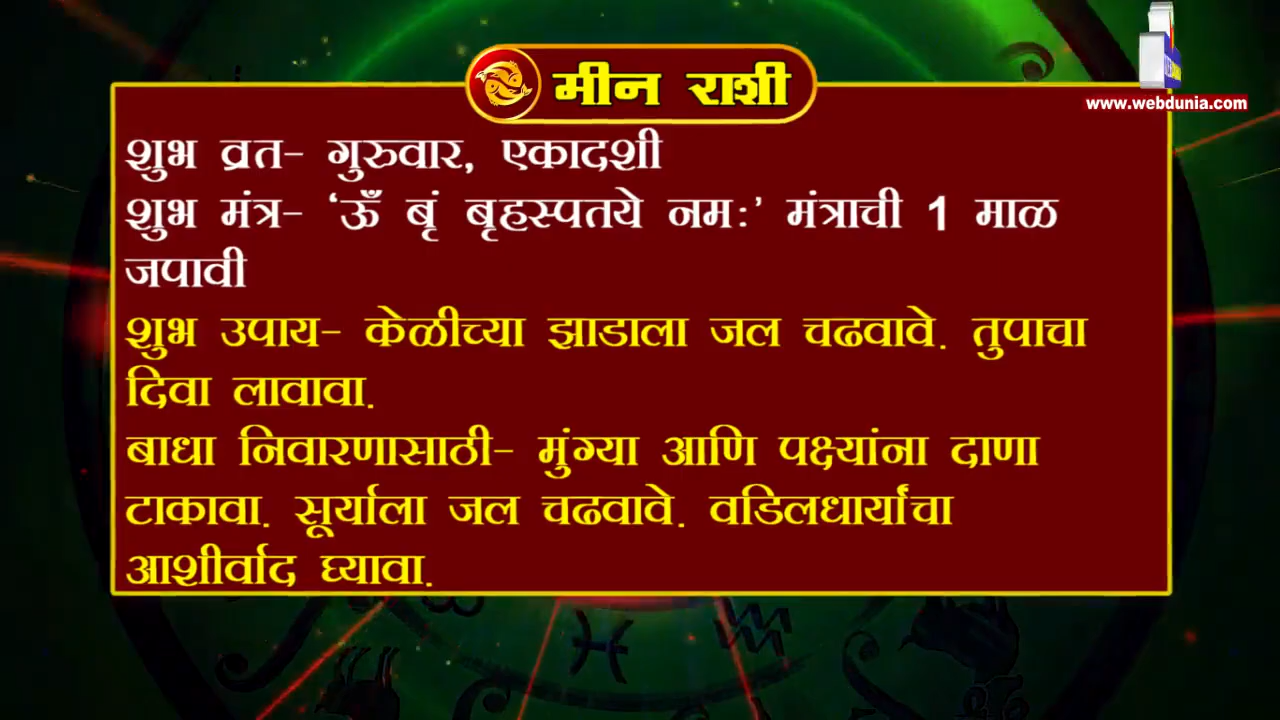 मीन राशी
www.webdunia.com
शुभ व्रत- गुरुवार, एकादशी
शुभ मंत्र- ‘ऊँ बृं बृहस्पतये नमः’ मंत्राची 1 माळ
जपावी
शुभ उपाय- केळीच्या झाडाला जल चढवावे. तुपाचा
दिवा लावावा.
बाधा निवारणासाठी- मुंग्या आणि पक्ष्यांना दाणा
टाकावा. सूर्याला जल चढवावे. वडिलधार्यांचा
आशीर्वाद घ्यावा.